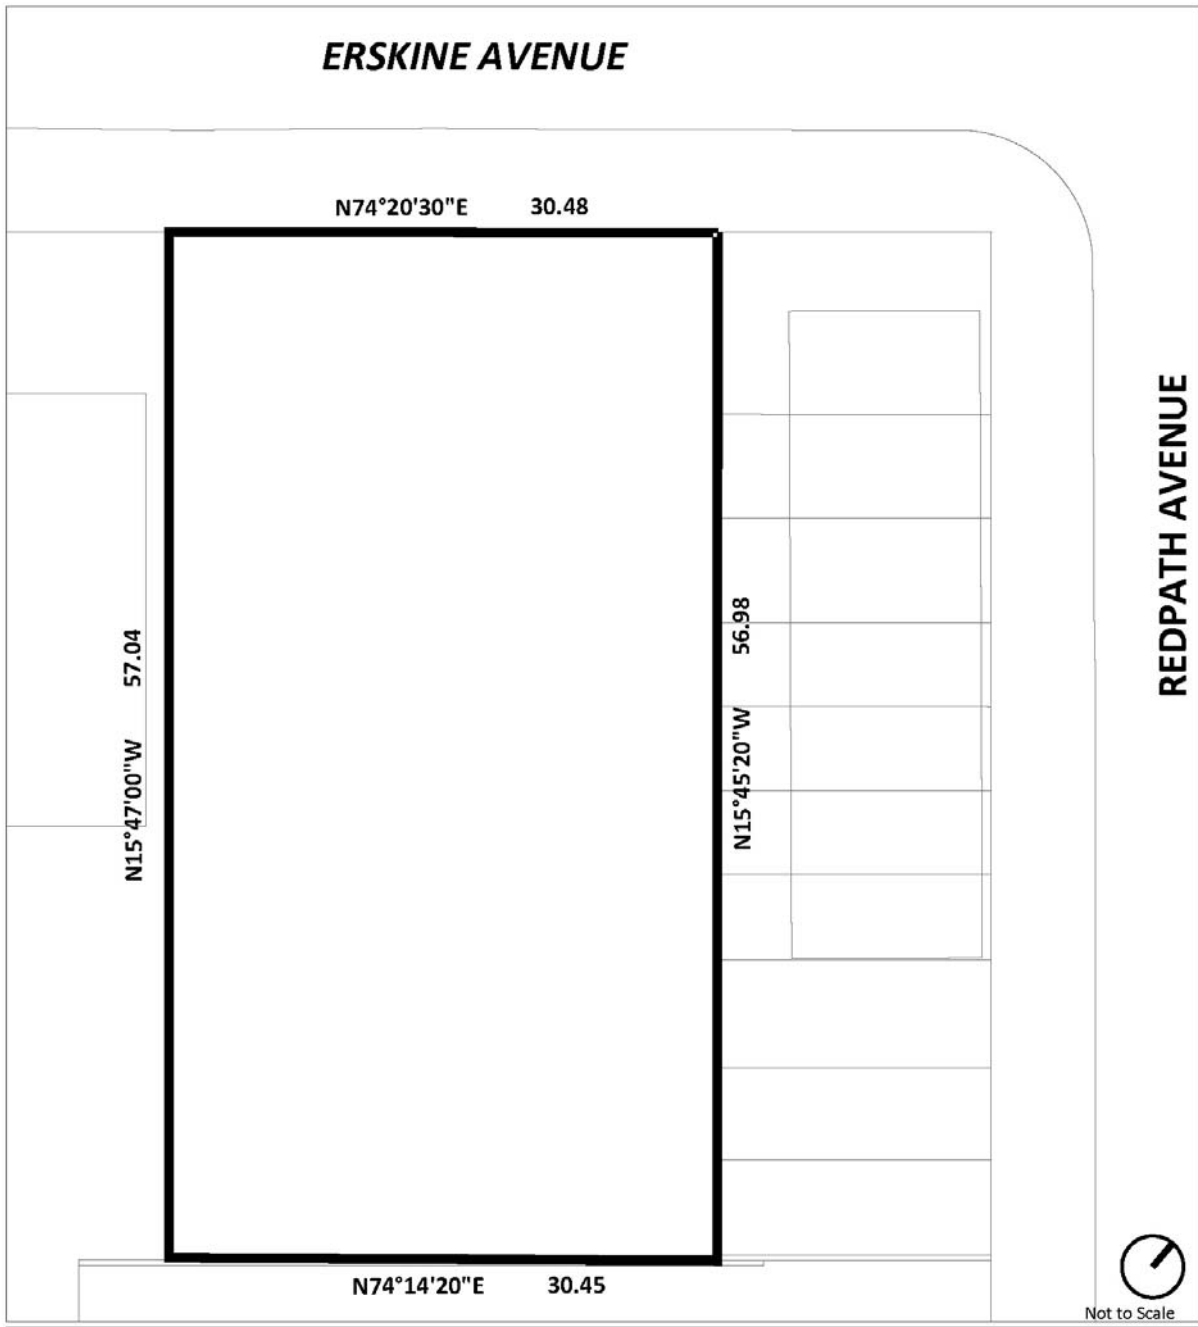 ERSKINE AVENUE
N74°20'30"E 30.48
REDPATH AVENUE
N15°47'00"W 57.04
N15°45'20"W 56.98
N74°14'20"E 30.45
Not to Scale